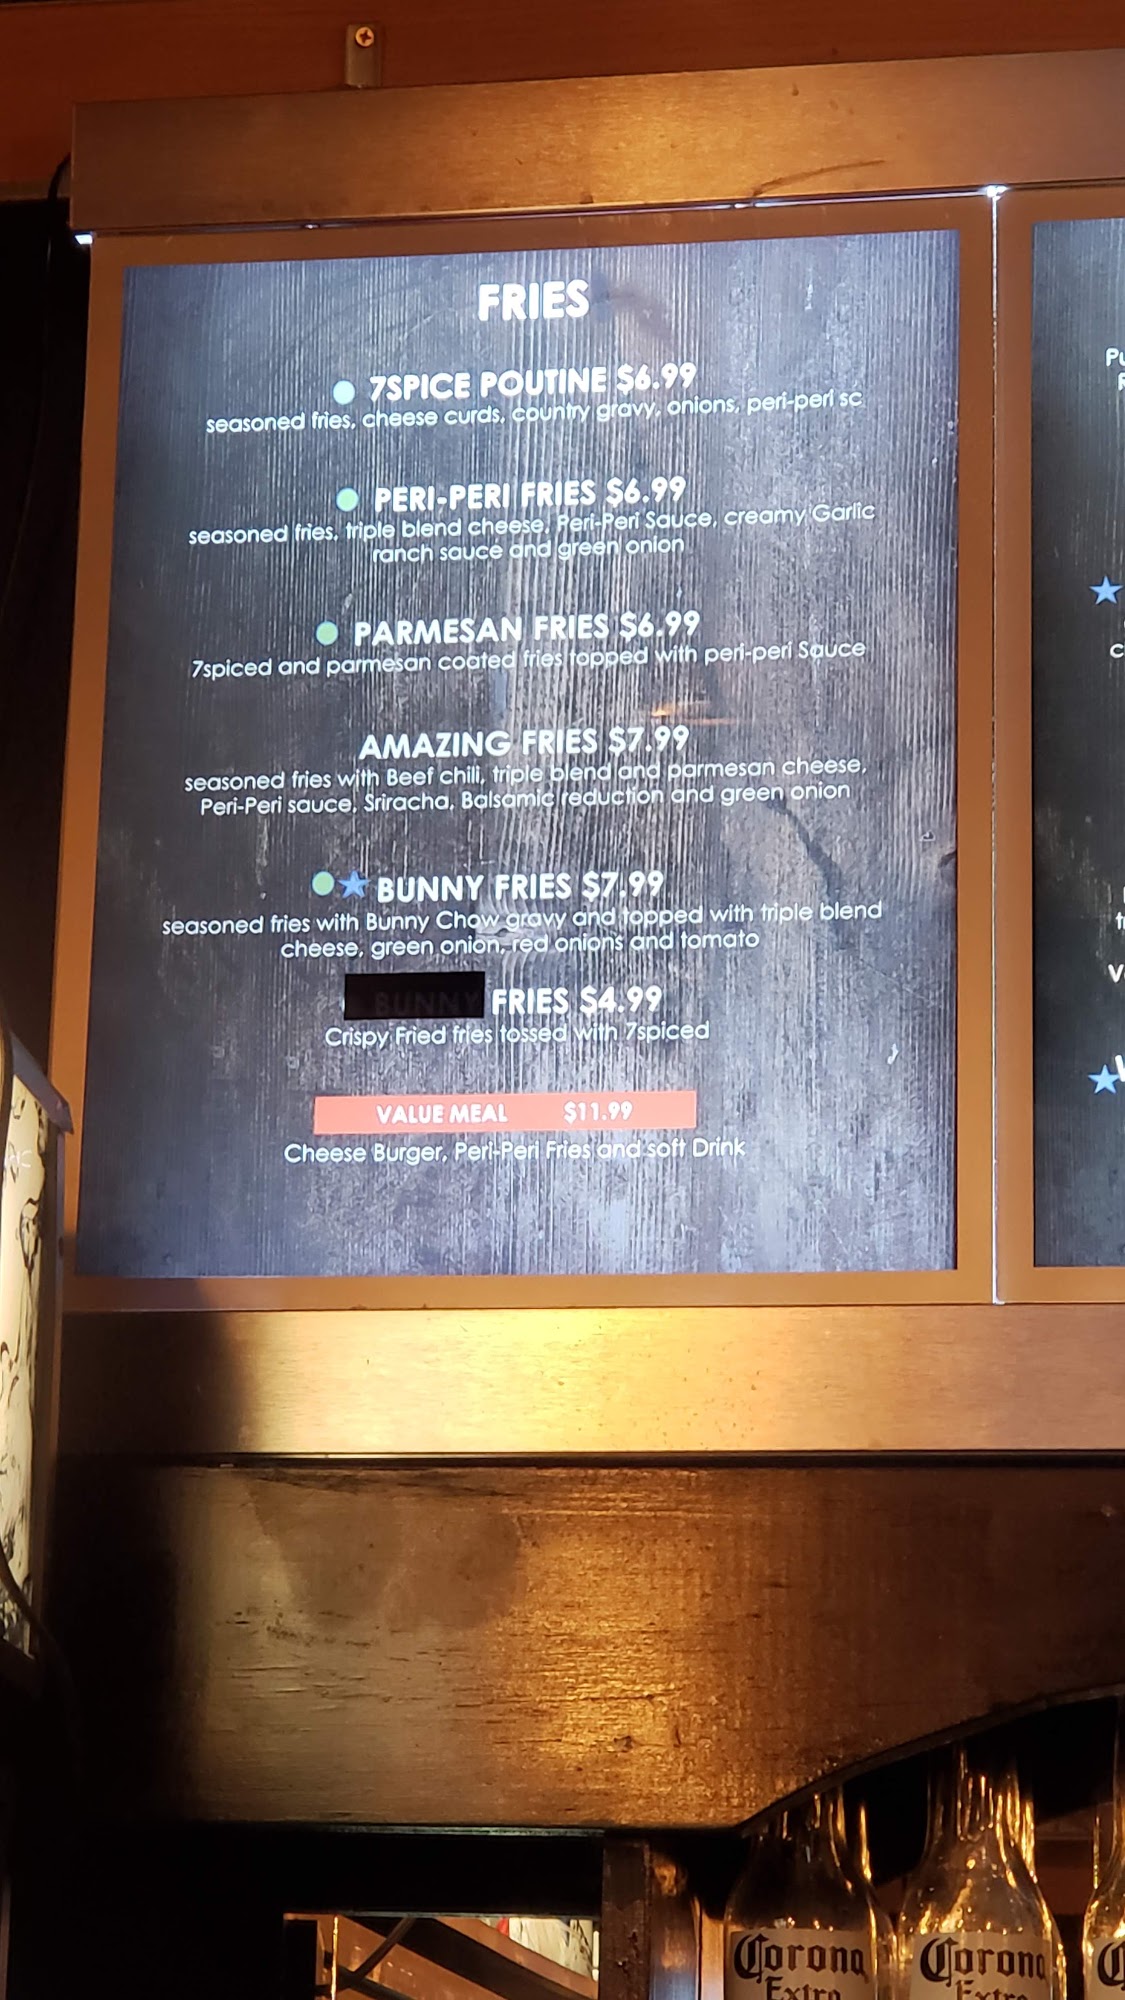 FRIES
7SPICE POUTINE $6.99
seasoned fries, cheese curds, country gravy, onions, peri-peri sc
PERI-PERI FRIES $6.99
seasoned fries, triple blend cheese, Peri-Peri Sauce, creamy Garlic
ranch sauce and green onion
PARMESAN FRIES $6.99
7spiced and parmesan coated fries topped with peri-peri Sauce
AMAZING FRIES $7.99
seasoned fries with Beef chili, triple blend and parmesan cheese,
Peri-Peri sauce, Sriracha, Balsamic reduction and green onion
BUNNY FRIES $7.99
seasoned fries with Bunny Chow gravy and topped with triple blend
cheese, green onion, red onions and tomato
BUNNY FRIES $4.99
Crispy Fried fries tossed with 7spiced
VALUE MEAL $11.99
Cheese Burger, Peri-Peri Fries and soft Drink
Corona Extra
Corona Extra